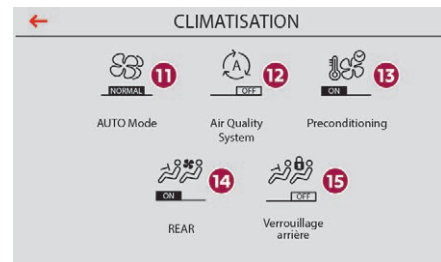 CLIMATISATION
11 12 13
A
NORMAL OFF ON
AUTO Mode Air Quality System Preconditioning
14 15
ON OFF
REAR Verrouillage arrière